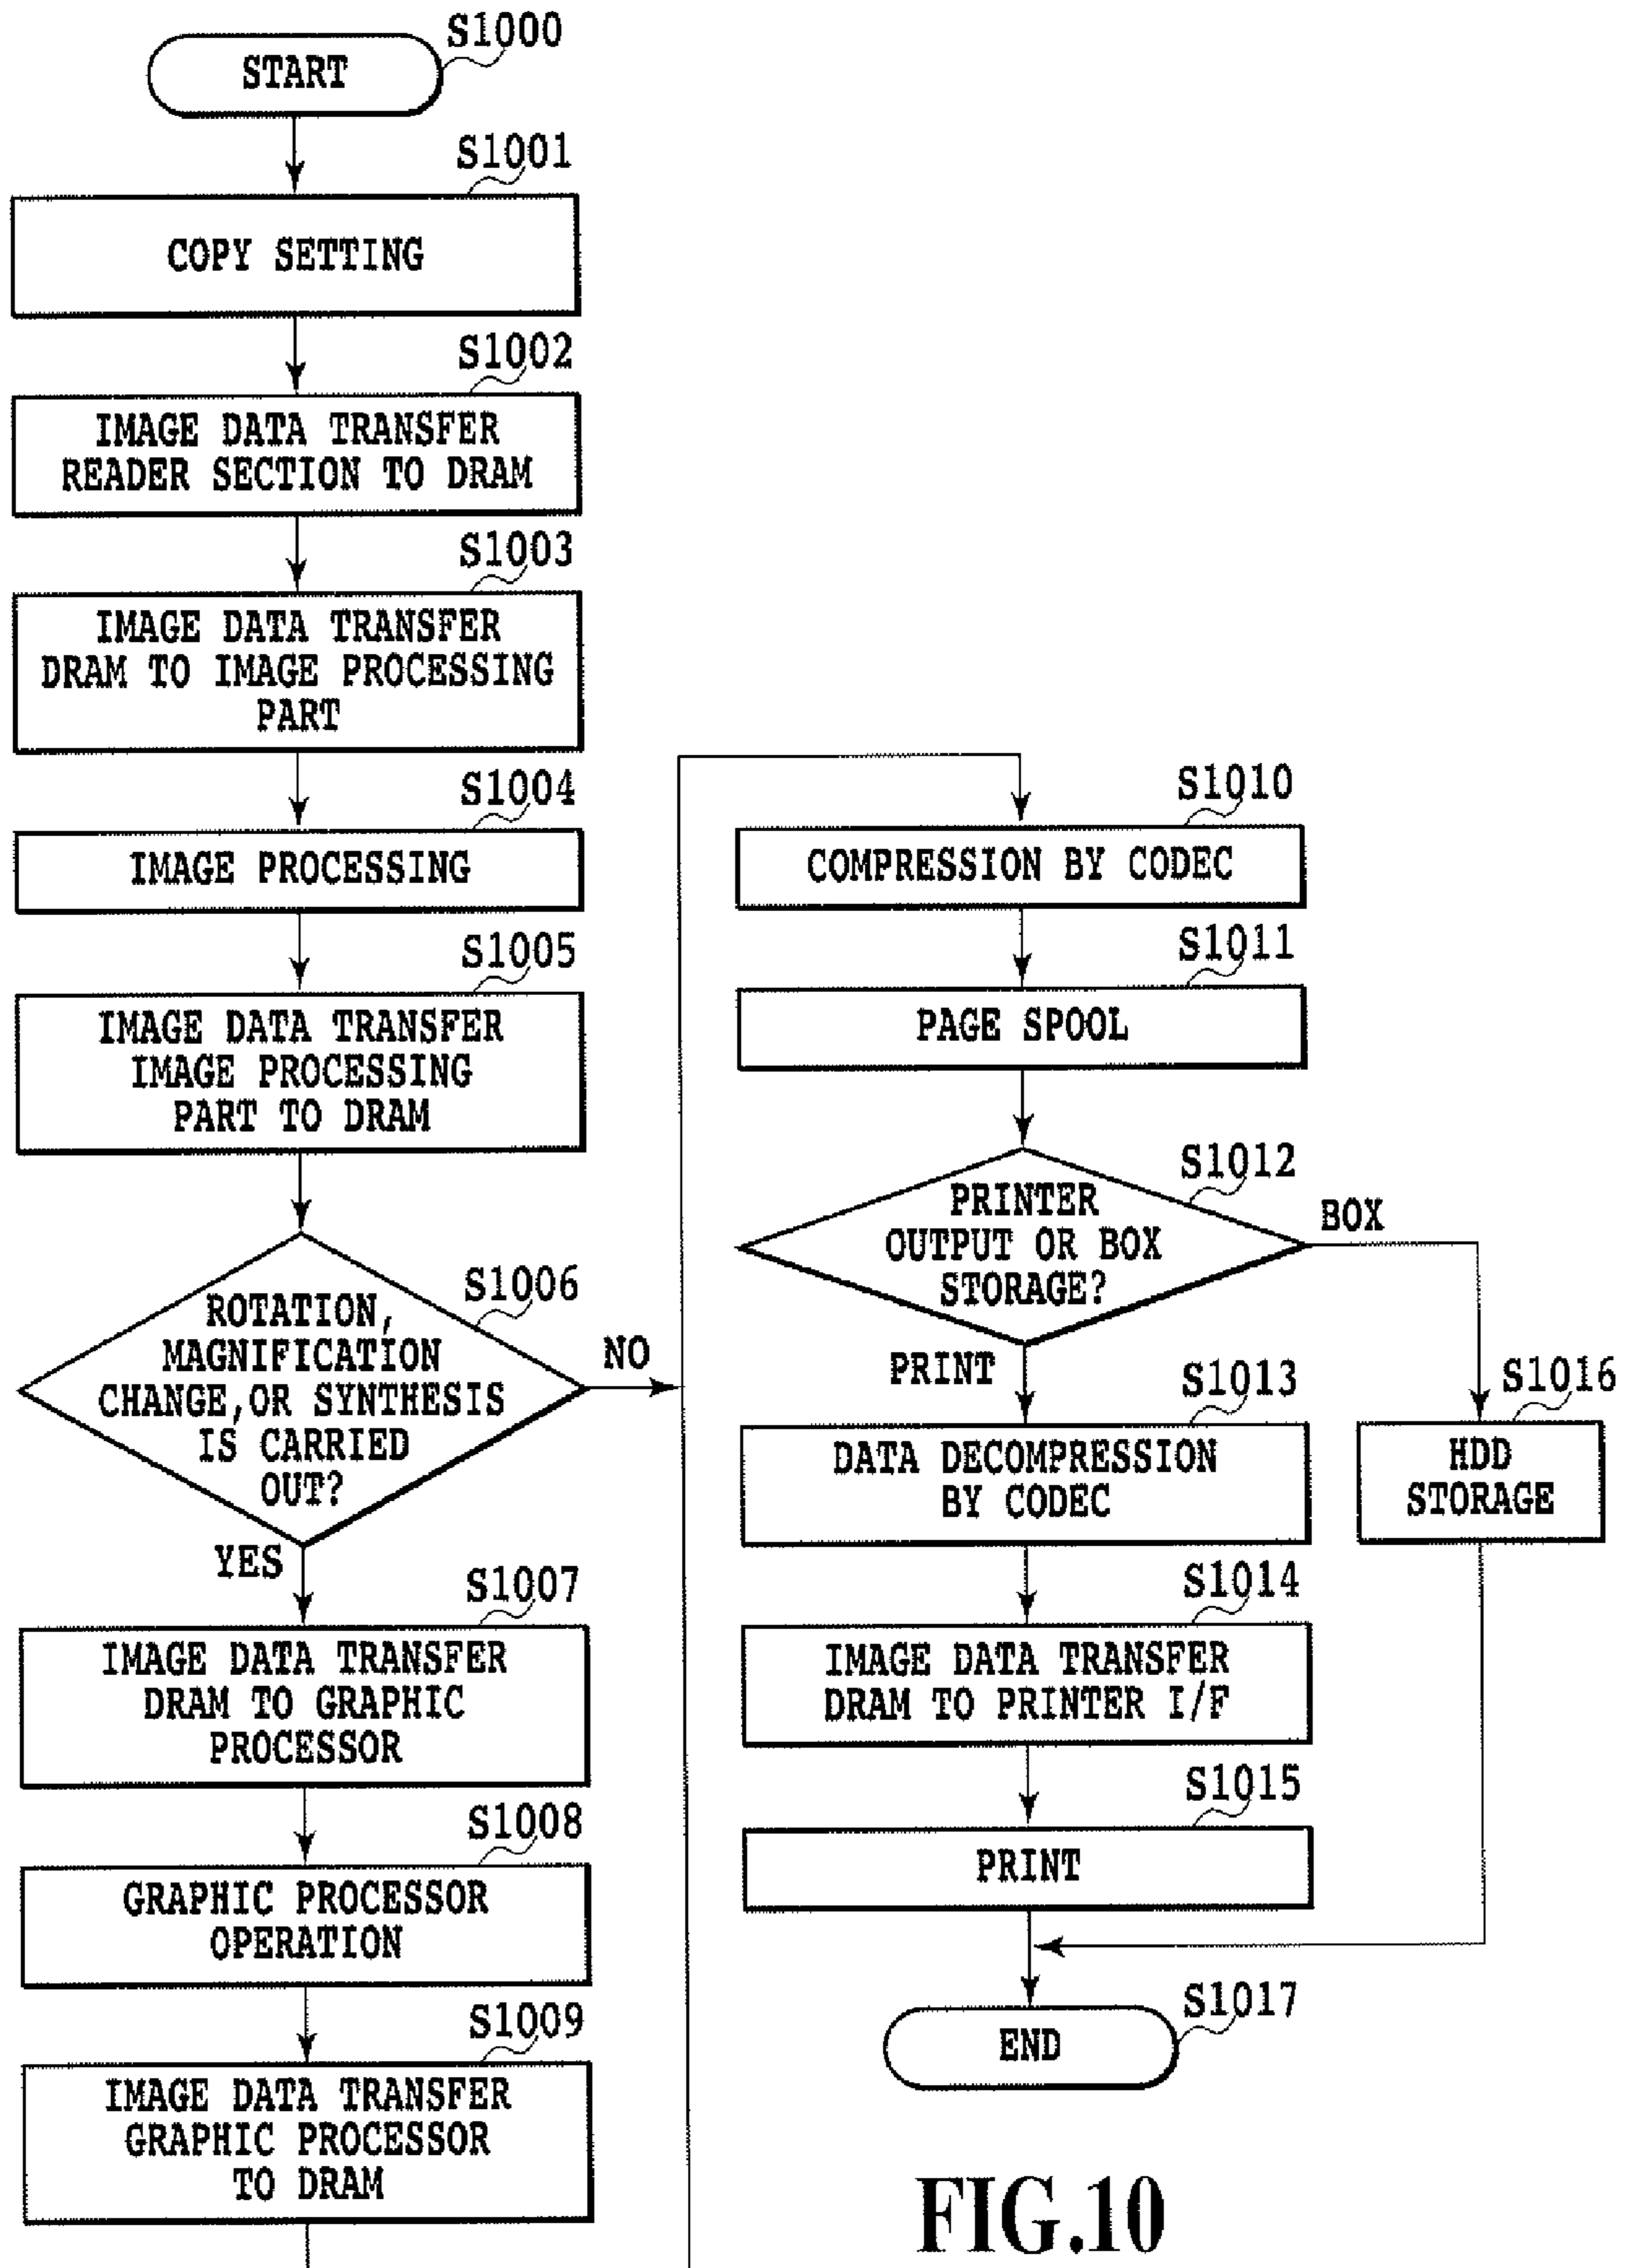 S1000
START
S1001
COPY SETTING
S1002
IMAGE DATA TRANSFER
READER SECTION TO DRAM
S1003
IMAGE DATA TRANSFER
DRAM TO IMAGE PROCESSING
PART
S1004
IMAGE PROCESSING
S1005
IMAGE DATA TRANSFER
IMAGE PROCESSING
PART TO DRAM
S1006
ROTATION,
MAGNIFICATION
CHANGE,OR SYNTHESIS
IS CARRIED
OUT?
NO
YES
S1007
IMAGE DATA TRANSFER
DRAM TO GRAPHIC
PROCESSOR
S1008
GRAPHIC PROCESSOR
OPERATION
S1009
IMAGE DATA TRANSFER
GRAPHIC PROCESSOR
TO DRAM
S1010
COMPRESSION BY CODEC
S1011
PAGE SPOOL
S1012
PRINTER
OUTPUT OR BOX
STORAGE?
BOX
PRINT
S1013
DATA DECOMPRESSION
BY CODEC
S1016
HDD
STORAGE
S1014
IMAGE DATA TRANSFER
DRAM TO PRINTER I/F
S1015
PRINT
S1017
END
FIG.10